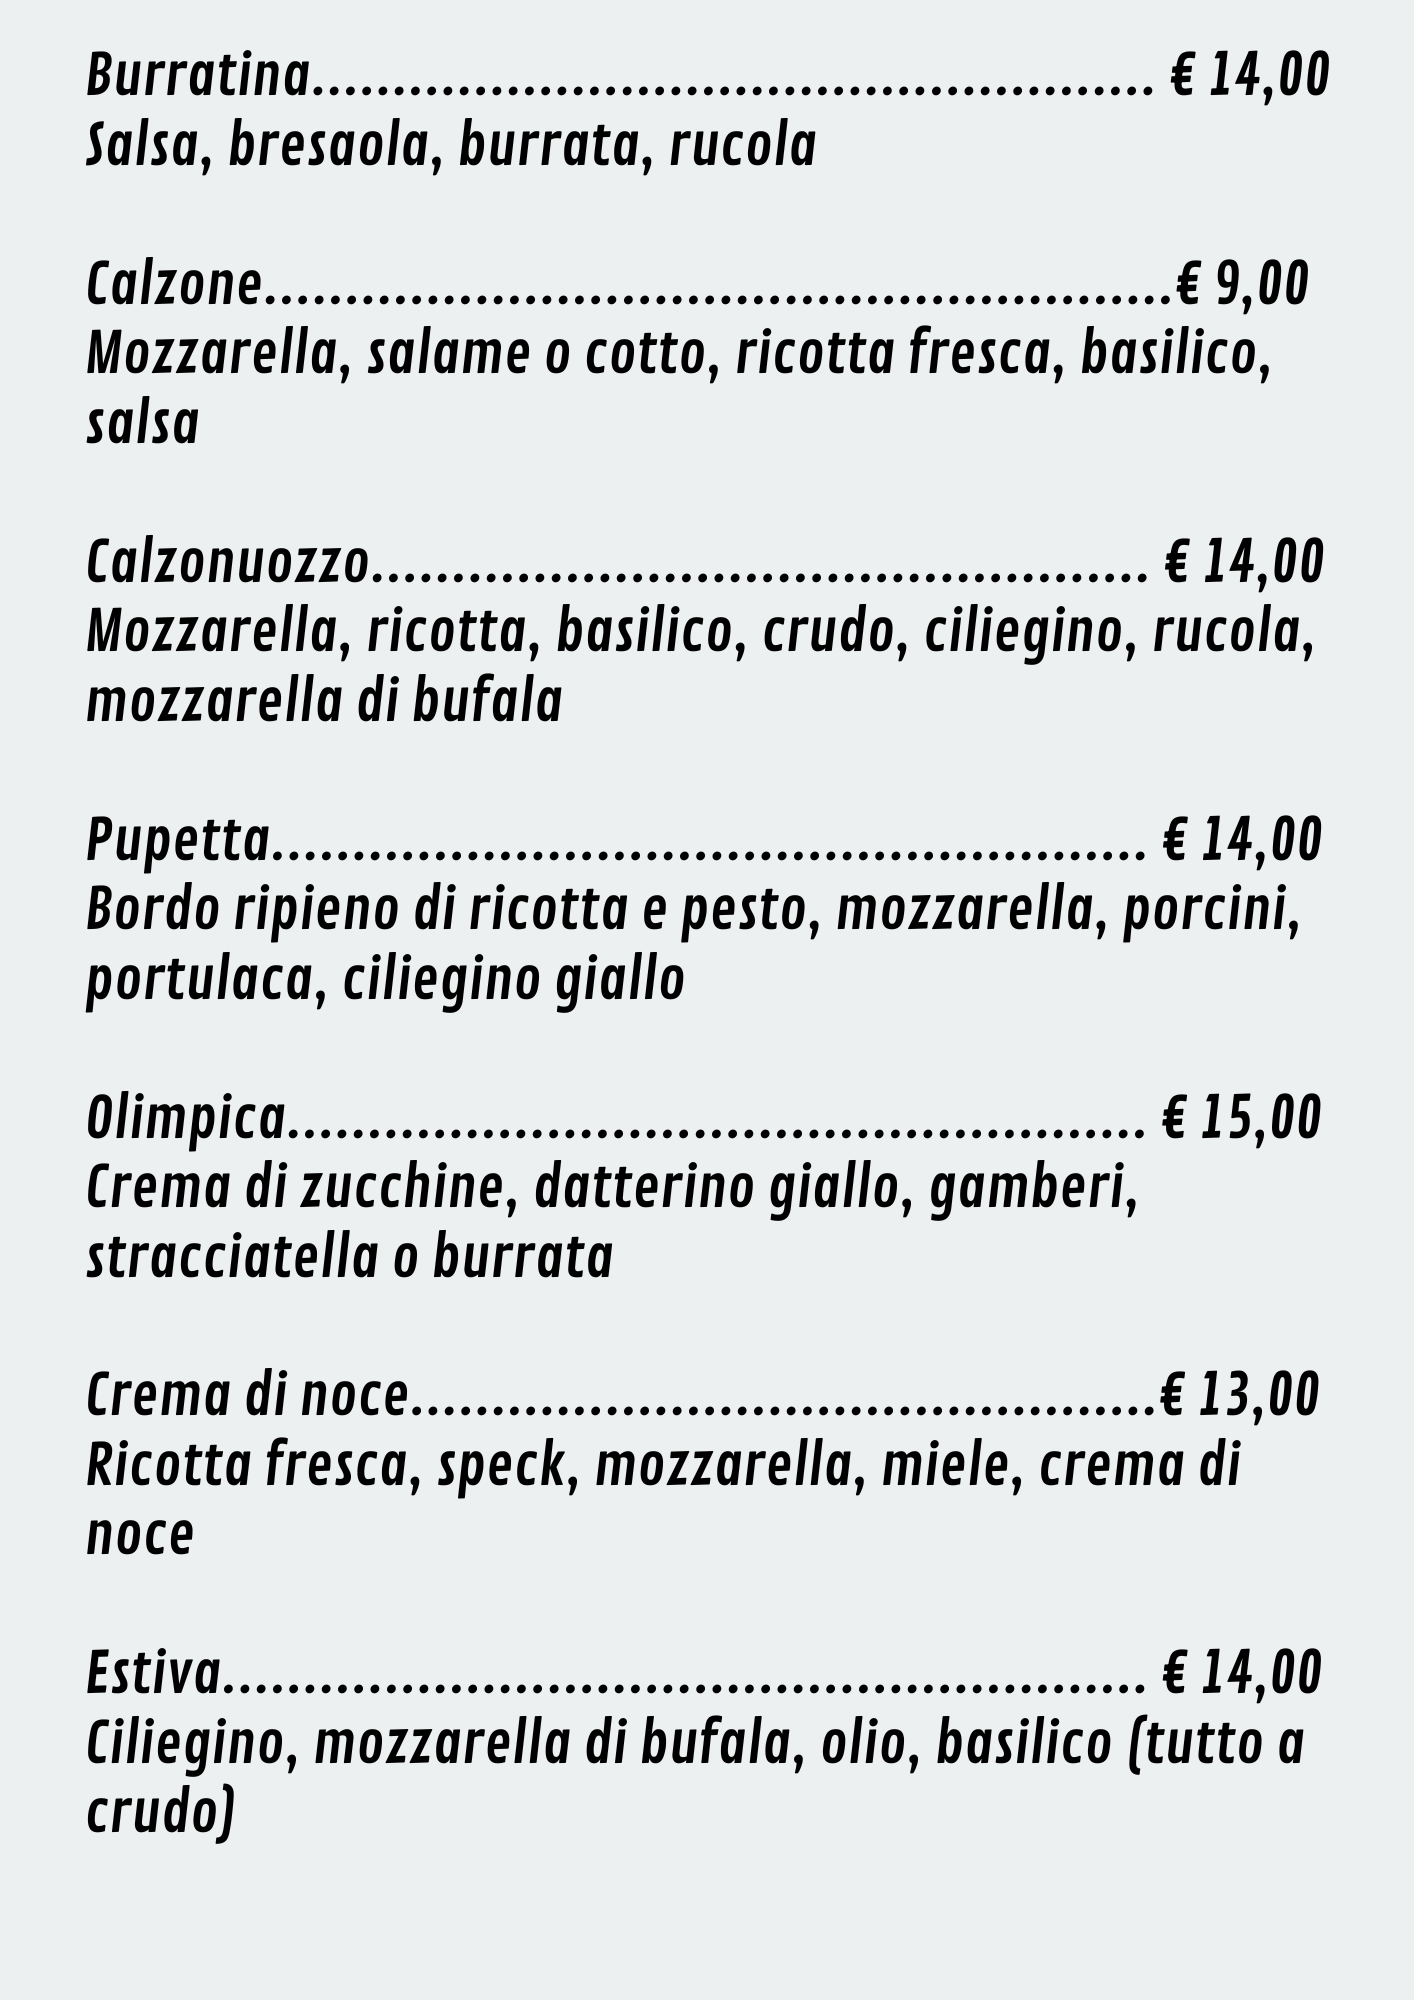 Burratina.................................................... € 14,00
Salsa, bresaola, burrata, rucola
Calzone........................................................€ 9,00
Mozzarella, salame o cotto, ricotta fresca, basilico,
salsa
Calzonuozzo................................................ € 14,00
Mozzarella, ricotta, basilico, crudo, ciliegino, rucola,
mozzarella di bufala
Pupetta...................................................... € 14,00
Bordo ripieno di ricotta e pesto, mozzarella, porcini,
portulaca, ciliegino giallo
Olimpica..................................................... € 15,00
Crema di zucchine, datterino giallo, gamberi,
stracciatella o burrata
Crema di noce..............................................€ 13,00
Ricotta fresca, speck, mozzarella, miele, crema di
noce
Estiva......................................................... € 14,00
Ciliegino, mozzarella di bufala, olio, basilico (tutto a
crudo)